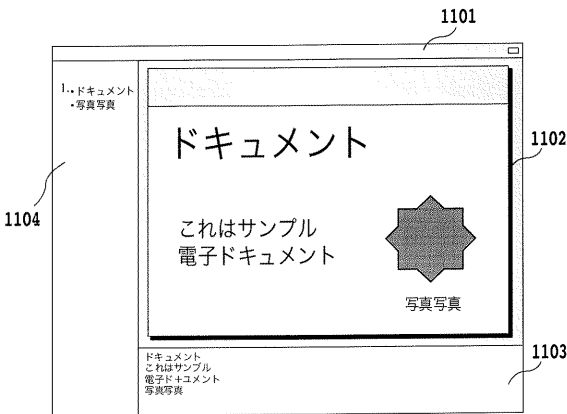 1101
1.・ドキュメント
・写真写真
ドキュメント
1102
これはサンプル
電子ドキュメント
1104
写真写真
ドキュメント
これはサンプル
電子ド+ユメント
写真写真
1103